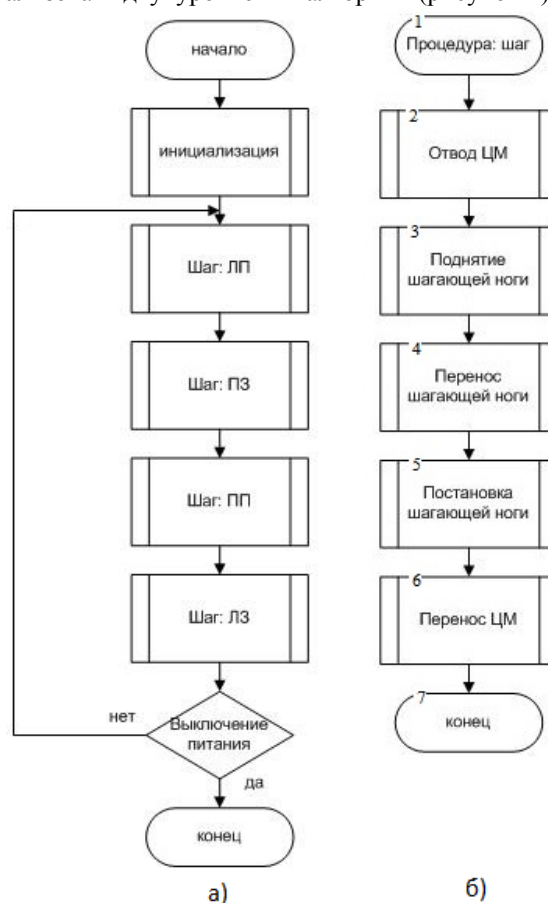 начало
инициализация
Шаг: ЛП
Шаг: ПЗ
Шаг: ПП
Шаг: ЛЗ
нет
Выключение
питания
да
конец
а)
1
Процедура: шаг
2
Отвод ЦМ
3
Поднятие
шагающей ноги
4
Перенос
шагающей ноги
5
Постановка
шагающей ноги
6
Перенос ЦМ
7
конец
б)